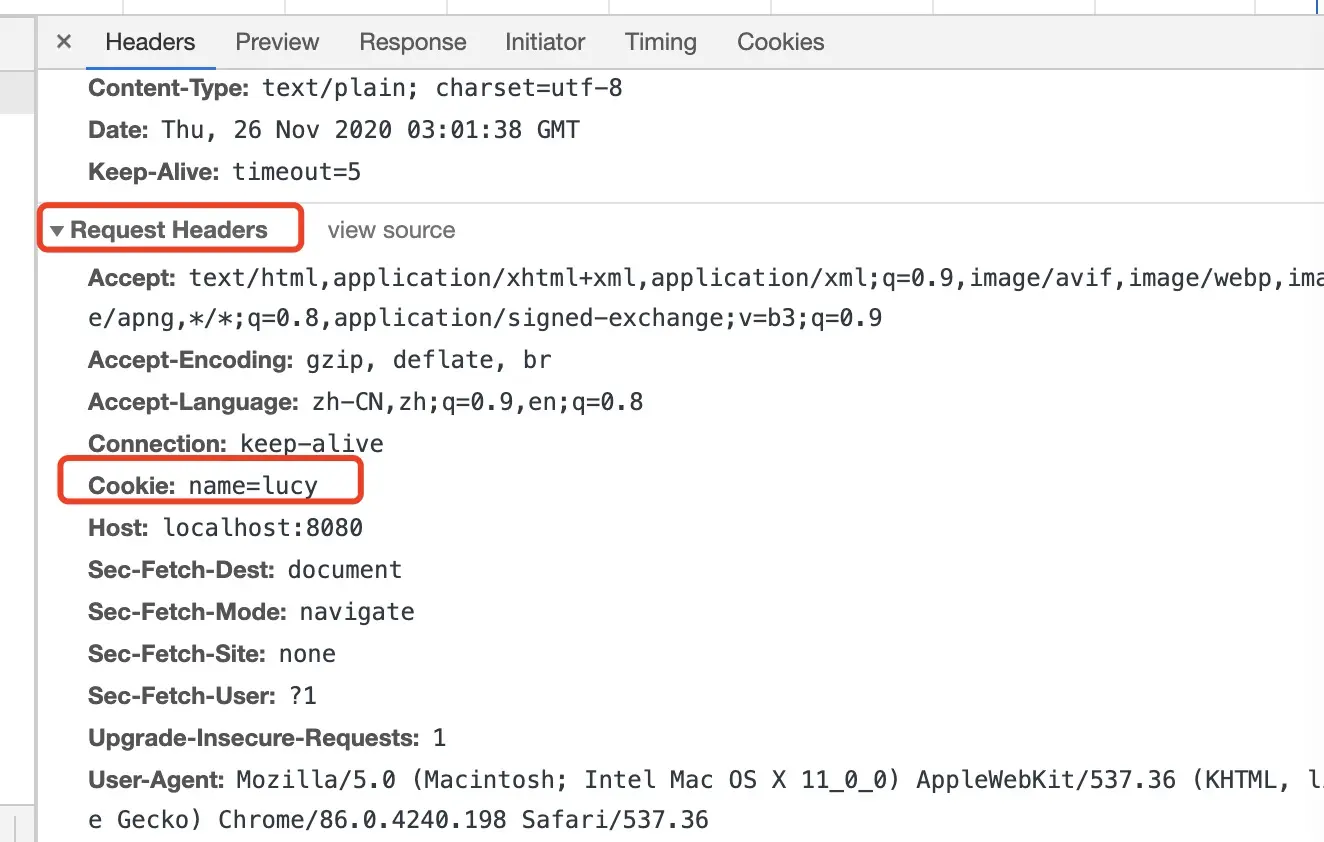 × Headers Preview Response Initiator Timing Cookies
Content-Type: text/plain; charset=utf-8
Date: Thu, 26 Nov 2020 03:01:38 GMT
Keep-Alive: timeout=5
▼ Request Headers view source
Accept: text/html,application/xhtml+xml,application/xml;q=0.9,image/avif,image/webp,ima
e/apng,*/*;q=0.8,application/signed-exchange;v=b3;q=0.9
Accept-Encoding: gzip, deflate, br
Accept-Language: zh-CN,zh;q=0.9,en;q=0.8
Connection: keep-alive
Cookie: name=lucy
Host: localhost:8080
Sec-Fetch-Dest: document
Sec-Fetch-Mode: navigate
Sec-Fetch-Site: none
Sec-Fetch-User: ?1
Upgrade-Insecure-Requests: 1
User-Agent: Mozilla/5.0 (Macintosh; Intel Mac OS X 11_0_0) AppleWebKit/537.36 (KHTML, li
e Gecko) Chrome/86.0.4240.198 Safari/537.36